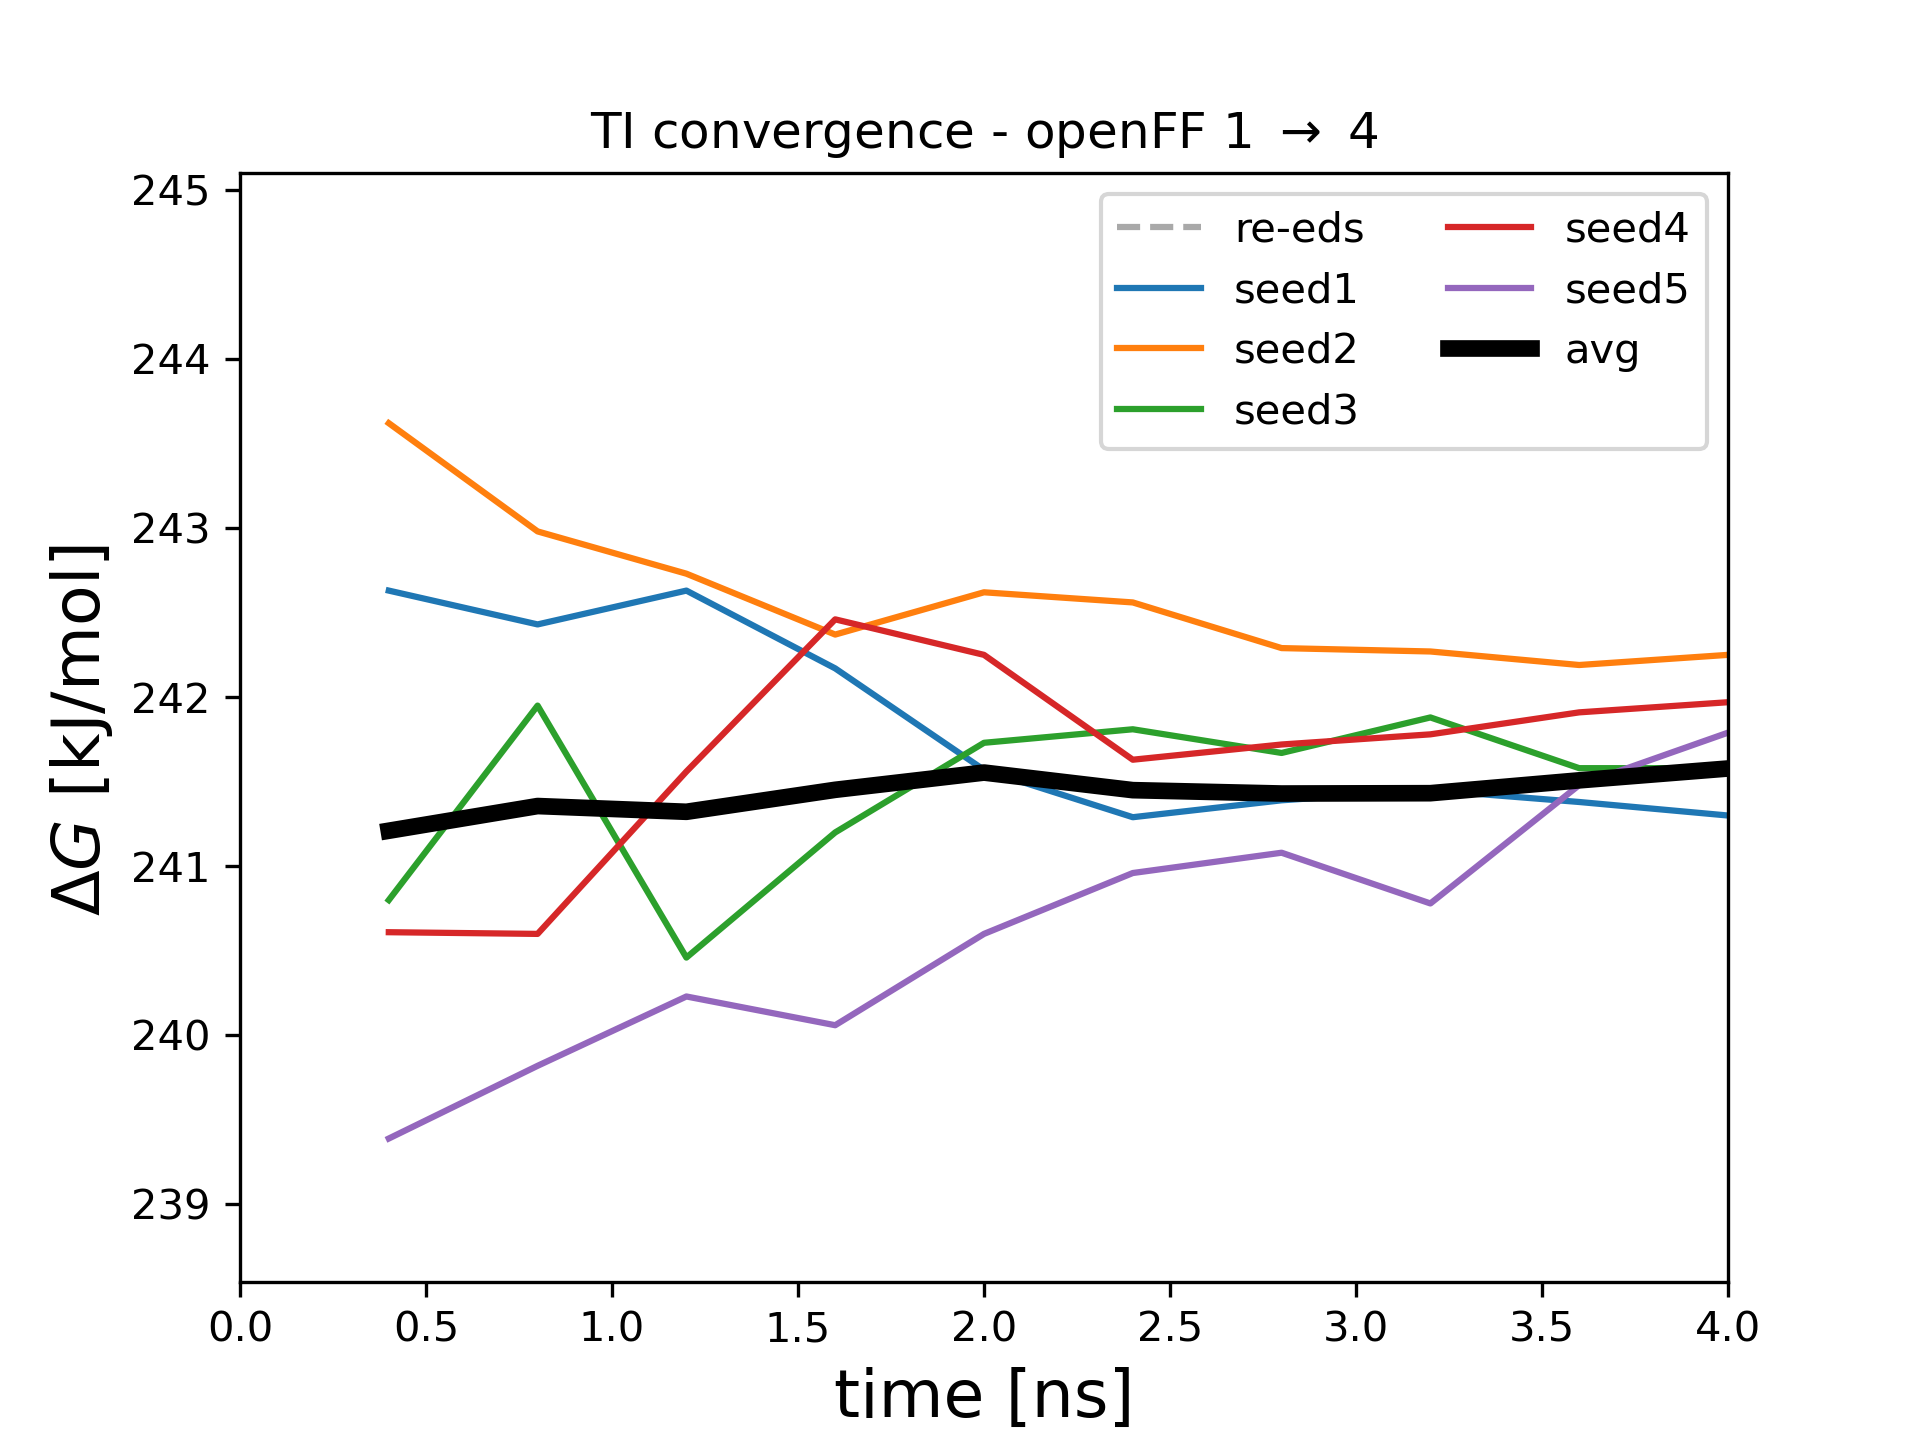 TI convergence - openFF 1 → 4
245
244
243
242
241
240
239
ΔG [kJ/mol]
re-eds
seed1
seed2
seed3
seed4
seed5
avg
0.0 0.5 1.0 1.5 2.0 2.5 3.0 3.5 4.0
time [ns]